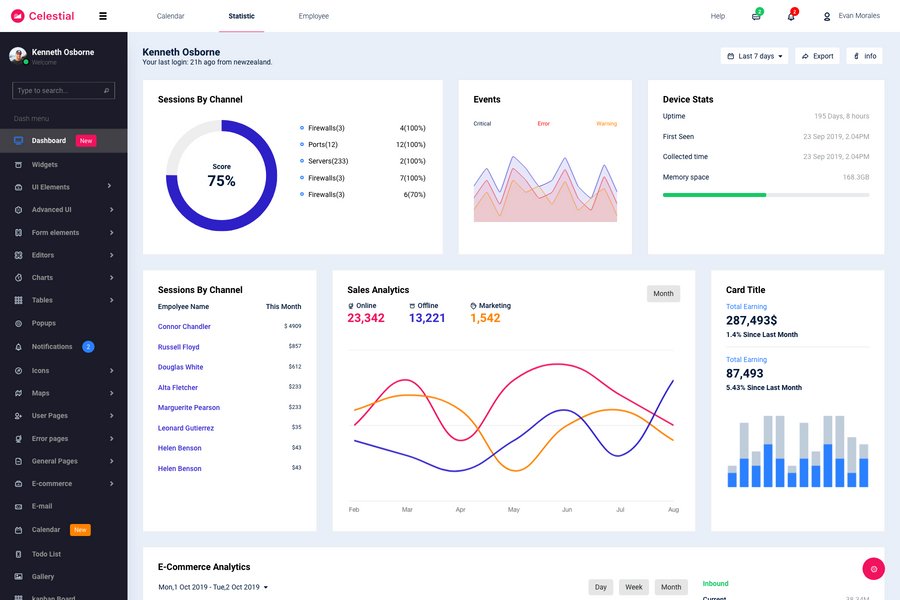 Celestial
Calendar
Statistic
Employee
Help
2
2
Evan Morales
Kenneth Osborne
Welcome
Type to search...
Dash menu
Dashboard New
Widgets
UI Elements
Advanced UI
Form elements
Editors
Charts
Tables
Popups
Notifications 2
Icons
Maps
User Pages
Error pages
General Pages
E-commerce
E-mail
Calendar New
Todo List
Gallery
kanban Board
Kenneth Osborne
Your last login: 21h ago from newzealand.
Last 7 days
Export
info
Sessions By Channel
Score
75%
Firewalls(3) 4(100%)
Ports(12) 12(100%)
Servers(233) 2(100%)
Firewalls(3) 7(100%)
Firewalls(3) 6(70%)
Events
Critical Error Warning
Device Stats
Uptime 195 Days, 8 hours
First Seen 23 Sep 2019, 2.04PM
Collected time 23 Sep 2019, 2.04PM
Memory space 168.3GB
Sessions By Channel
Empolyee Name This Month
Connor Chandler $ 4909
Russell Floyd $857
Douglas White $612
Alta Fletcher $233
Marguerite Pearson $233
Leonard Gutierrez $35
Helen Benson $43
Helen Benson $43
Sales Analytics
Month
Online Offline Marketing
23,342 13,221 1,542
Feb Mar Apr May Jun Jul Aug
Card Title
Total Earning
287,493$
1.4% Since Last Month
Total Earning
87,493
5.43% Since Last Month
E-Commerce Analytics
Mon,1 Oct 2019 - Tue,2 Oct 2019
Day Week Month
Inbound
Current 38.34M